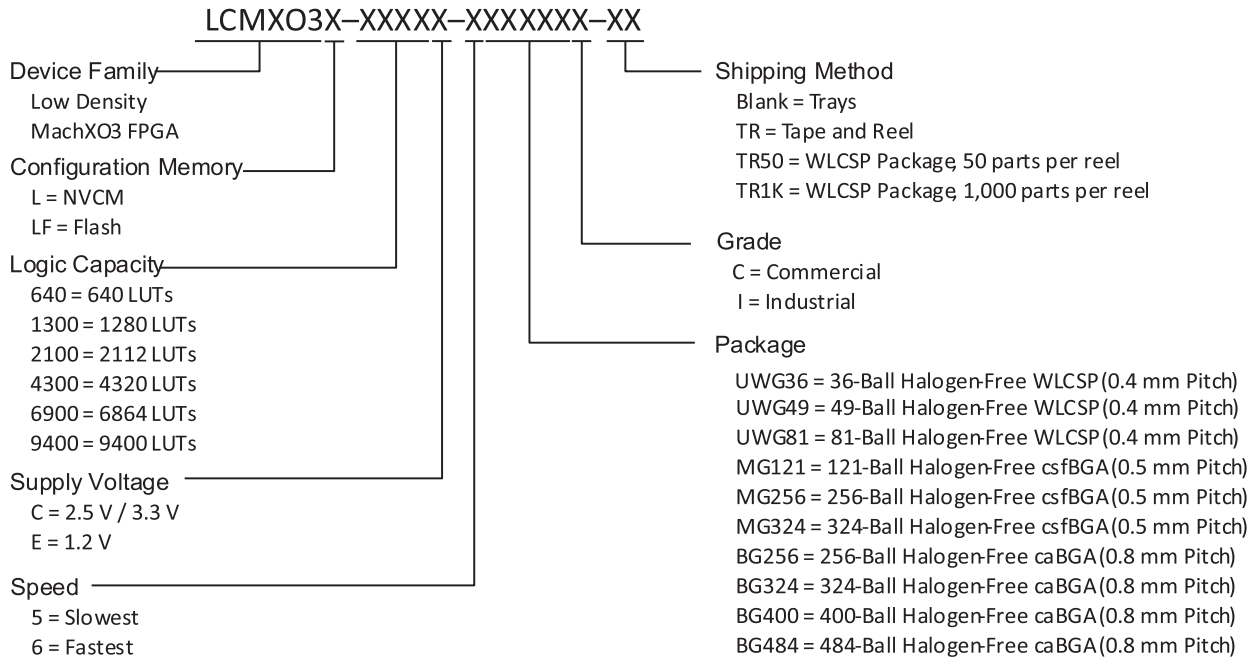 LCMXO3X–XXXXX–XXXXXXX–XX
Device Family
Low Density
MachXO3 FPGA
Configuration Memory
L = NVCM
LF = Flash
Logic Capacity
640 = 640 LUTs
1300 = 1280 LUTs
2100 = 2112 LUTs
4300 = 4320 LUTs
6900 = 6864 LUTs
9400 = 9400 LUTs
Supply Voltage
C = 2.5 V / 3.3 V
E = 1.2 V
Speed
5 = Slowest
6 = Fastest
Shipping Method
Blank = Trays
TR = Tape and Reel
TR50 = WLCSP Package, 50 parts per reel
TR1K = WLCSP Package, 1,000 parts per reel
Grade
C = Commercial
I = Industrial
Package
UWG36 = 36-Ball Halogen-Free WLCSP (0.4 mm Pitch)
UWG49 = 49-Ball Halogen-Free WLCSP (0.4 mm Pitch)
UWG81 = 81-Ball Halogen-Free WLCSP (0.4 mm Pitch)
MG121 = 121-Ball Halogen-Free csfBGA (0.5 mm Pitch)
MG256 = 256-Ball Halogen-Free csfBGA (0.5 mm Pitch)
MG324 = 324-Ball Halogen-Free csfBGA (0.5 mm Pitch)
BG256 = 256-Ball Halogen-Free caBGA (0.8 mm Pitch)
BG324 = 324-Ball Halogen-Free caBGA (0.8 mm Pitch)
BG400 = 400-Ball Halogen-Free caBGA (0.8 mm Pitch)
BG484 = 484-Ball Halogen-Free caBGA (0.8 mm Pitch)